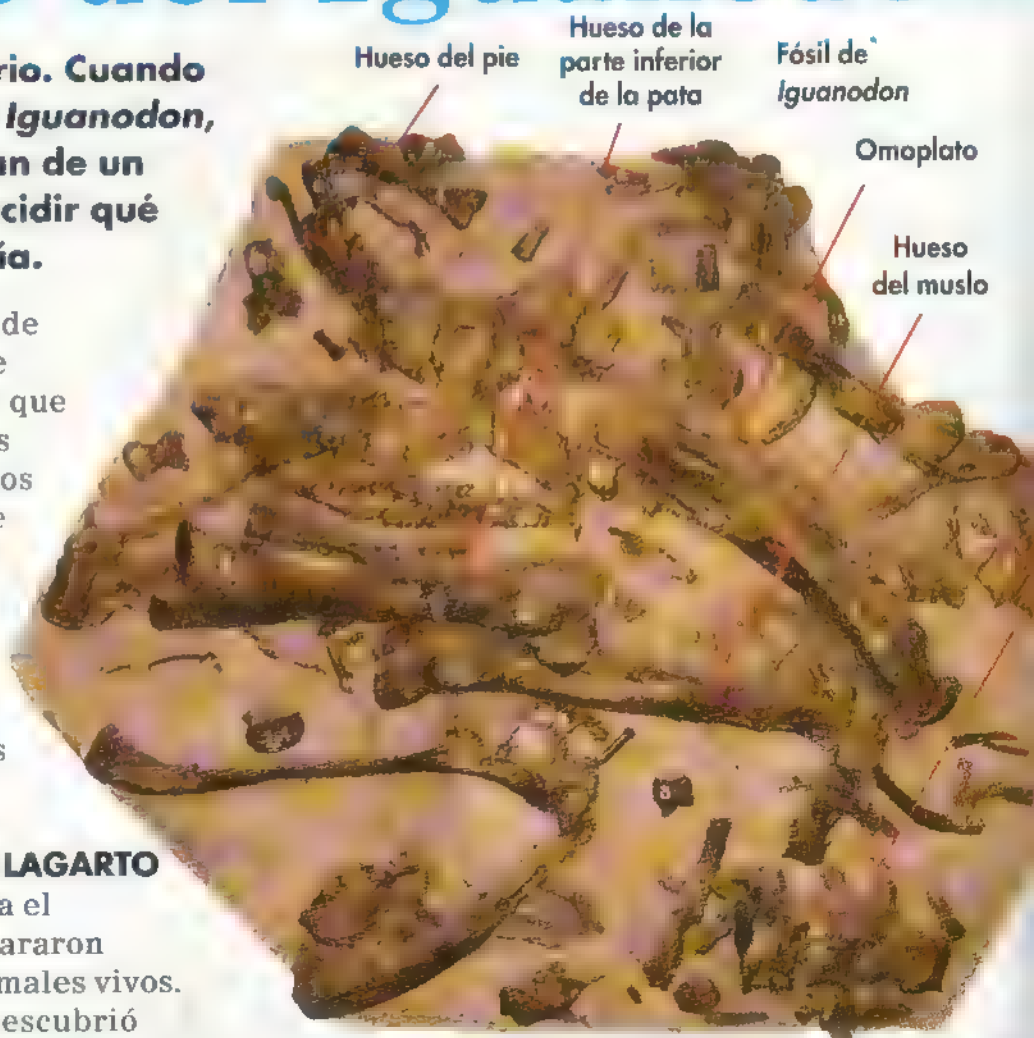 Hueso del pie
Hueso de la
parte inferior
de la pata
Fósil de
Iguanodon
Omoplato
Hueso
del muslo
rio. Cuando
Iguanodon,
an de un
cidir qué
ía.
de
e
que
s
os
e
s
LAGARTO
a el
araron
males vivos.
escubrió